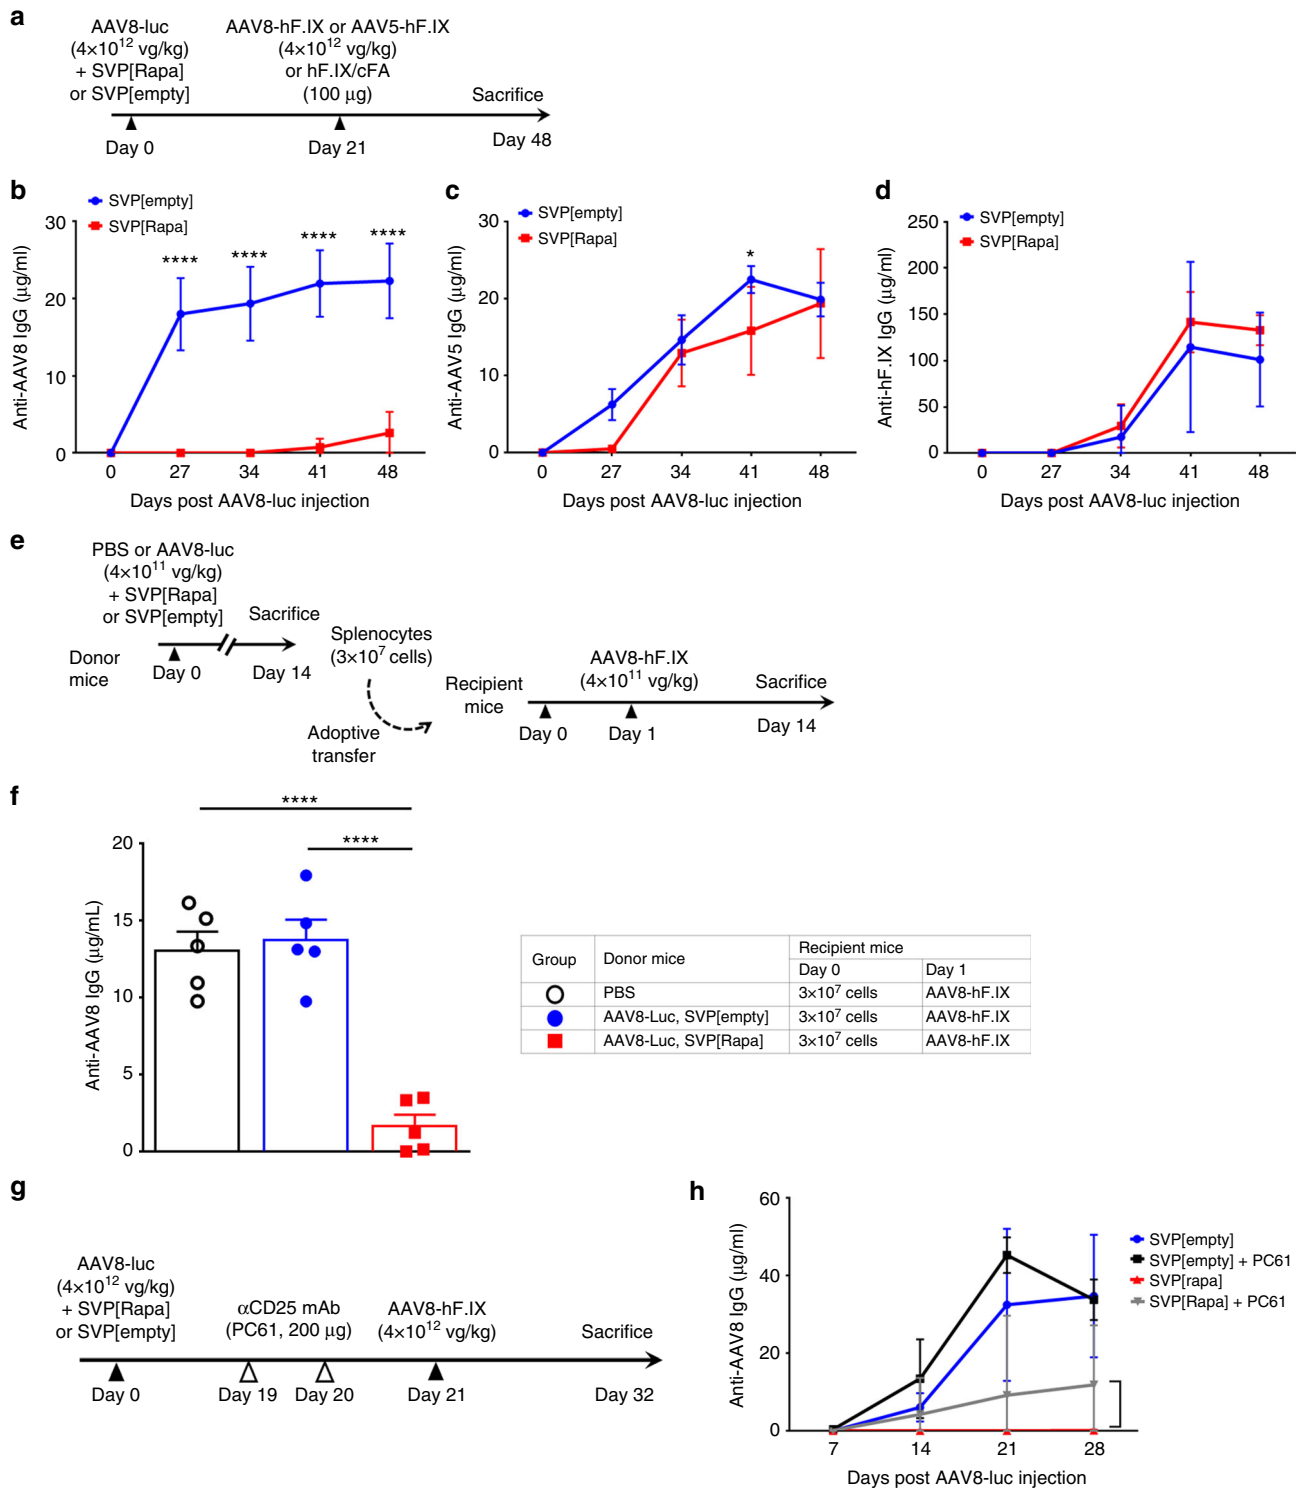 a
AAV8-luc
(4×10¹² vg/kg)
+ SVP[Rapa]
or SVP[empty]
AAV8-hF.IX or AAV5-hF.IX
(4×10¹² vg/kg)
or hF.IX/cFA
(100 µg)
Sacrifice
Day 0
Day 21
Day 48
b
SVP[empty]
SVP[Rapa]
30
20
10
0
Anti-AAV8 IgG (µg/ml)
****
****
****
****
0 27 34 41 48
Days post AAV8-luc injection
c
SVP[empty]
SVP[Rapa]
30
20
10
0
Anti-AAV5 IgG (µg/ml)
*
0 27 34 41 48
Days post AAV8-luc injection
d
SVP[empty]
SVP[Rapa]
250
200
150
100
50
0
Anti-hF.IX IgG (µg/ml)
0 27 34 41 48
Days post AAV8-luc injection
e
PBS or AAV8-luc
(4×10¹¹ vg/kg)
+ SVP[Rapa]
or SVP[empty]
Sacrifice
Donor
mice
Day 0
Day 14
Splenocytes
(3×10⁷ cells)
Adoptive
transfer
Recipient
mice
AAV8-hF.IX
(4×10¹¹ vg/kg)
Sacrifice
Day 0
Day 1
Day 14
f
****
****
20
15
10
5
0
Anti-AAV8 IgG (µg/mL)
Group Donor mice Recipient mice
Day 0 Day 1
PBS 3×10⁷ cells AAV8-hF.IX
AAV8-Luc, SVP[empty] 3×10⁷ cells AAV8-hF.IX
AAV8-Luc, SVP[Rapa] 3×10⁷ cells AAV8-hF.IX
g
AAV8-luc
(4×10¹² vg/kg)
+ SVP[Rapa]
or SVP[empty]
αCD25 mAb
(PC61, 200 µg)
AAV8-hF.IX
(4×10¹² vg/kg)
Sacrifice
Day 0
Day 19
Day 20
Day 21
Day 32
h
60
40
20
0
Anti-AAV8 IgG (µg/ml)
SVP[empty]
SVP[empty] + PC61
SVP[rapa]
SVP[Rapa] + PC61
7 14 21 28
Days post AAV8-luc injection